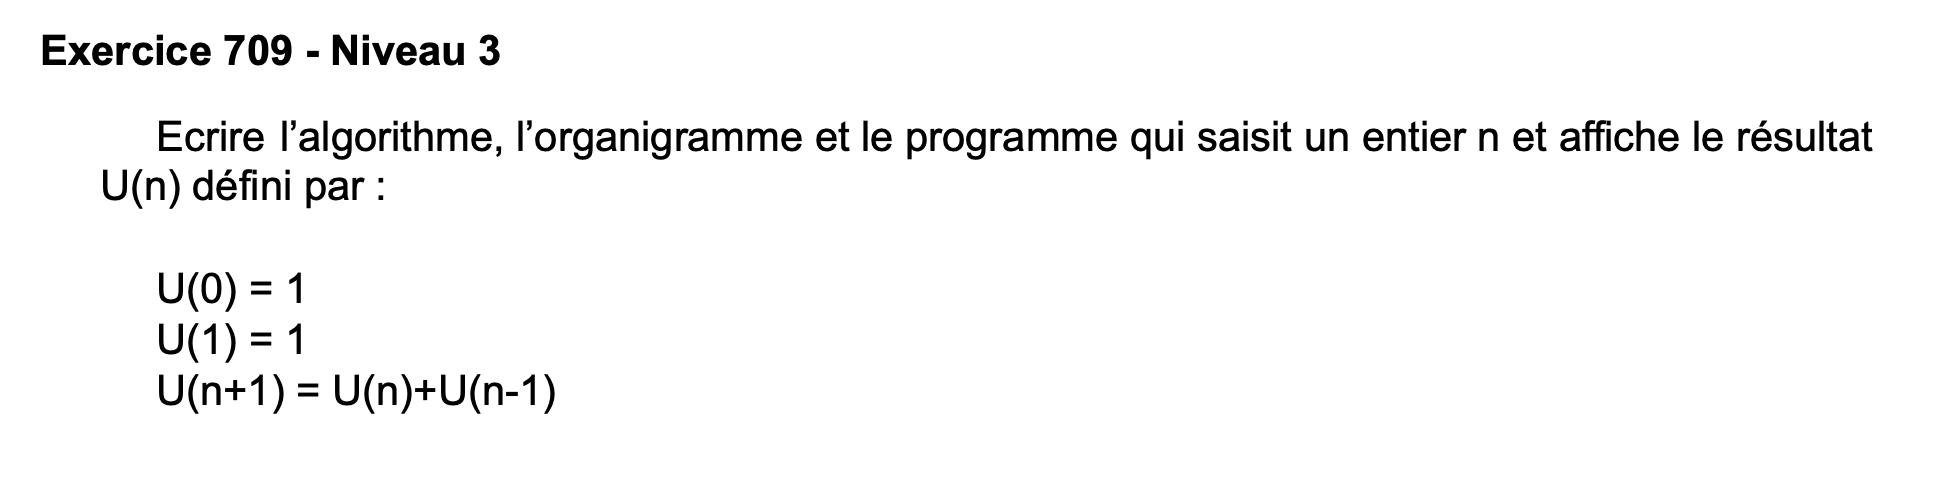 Exercice 709 - Niveau 3
Ecrire l’algorithme, l’organigramme et le programme qui saisit un entier n et affiche le résultat
U(n) défini par :
U(0) = 1
U(1) = 1
U(n+1) = U(n)+U(n-1)